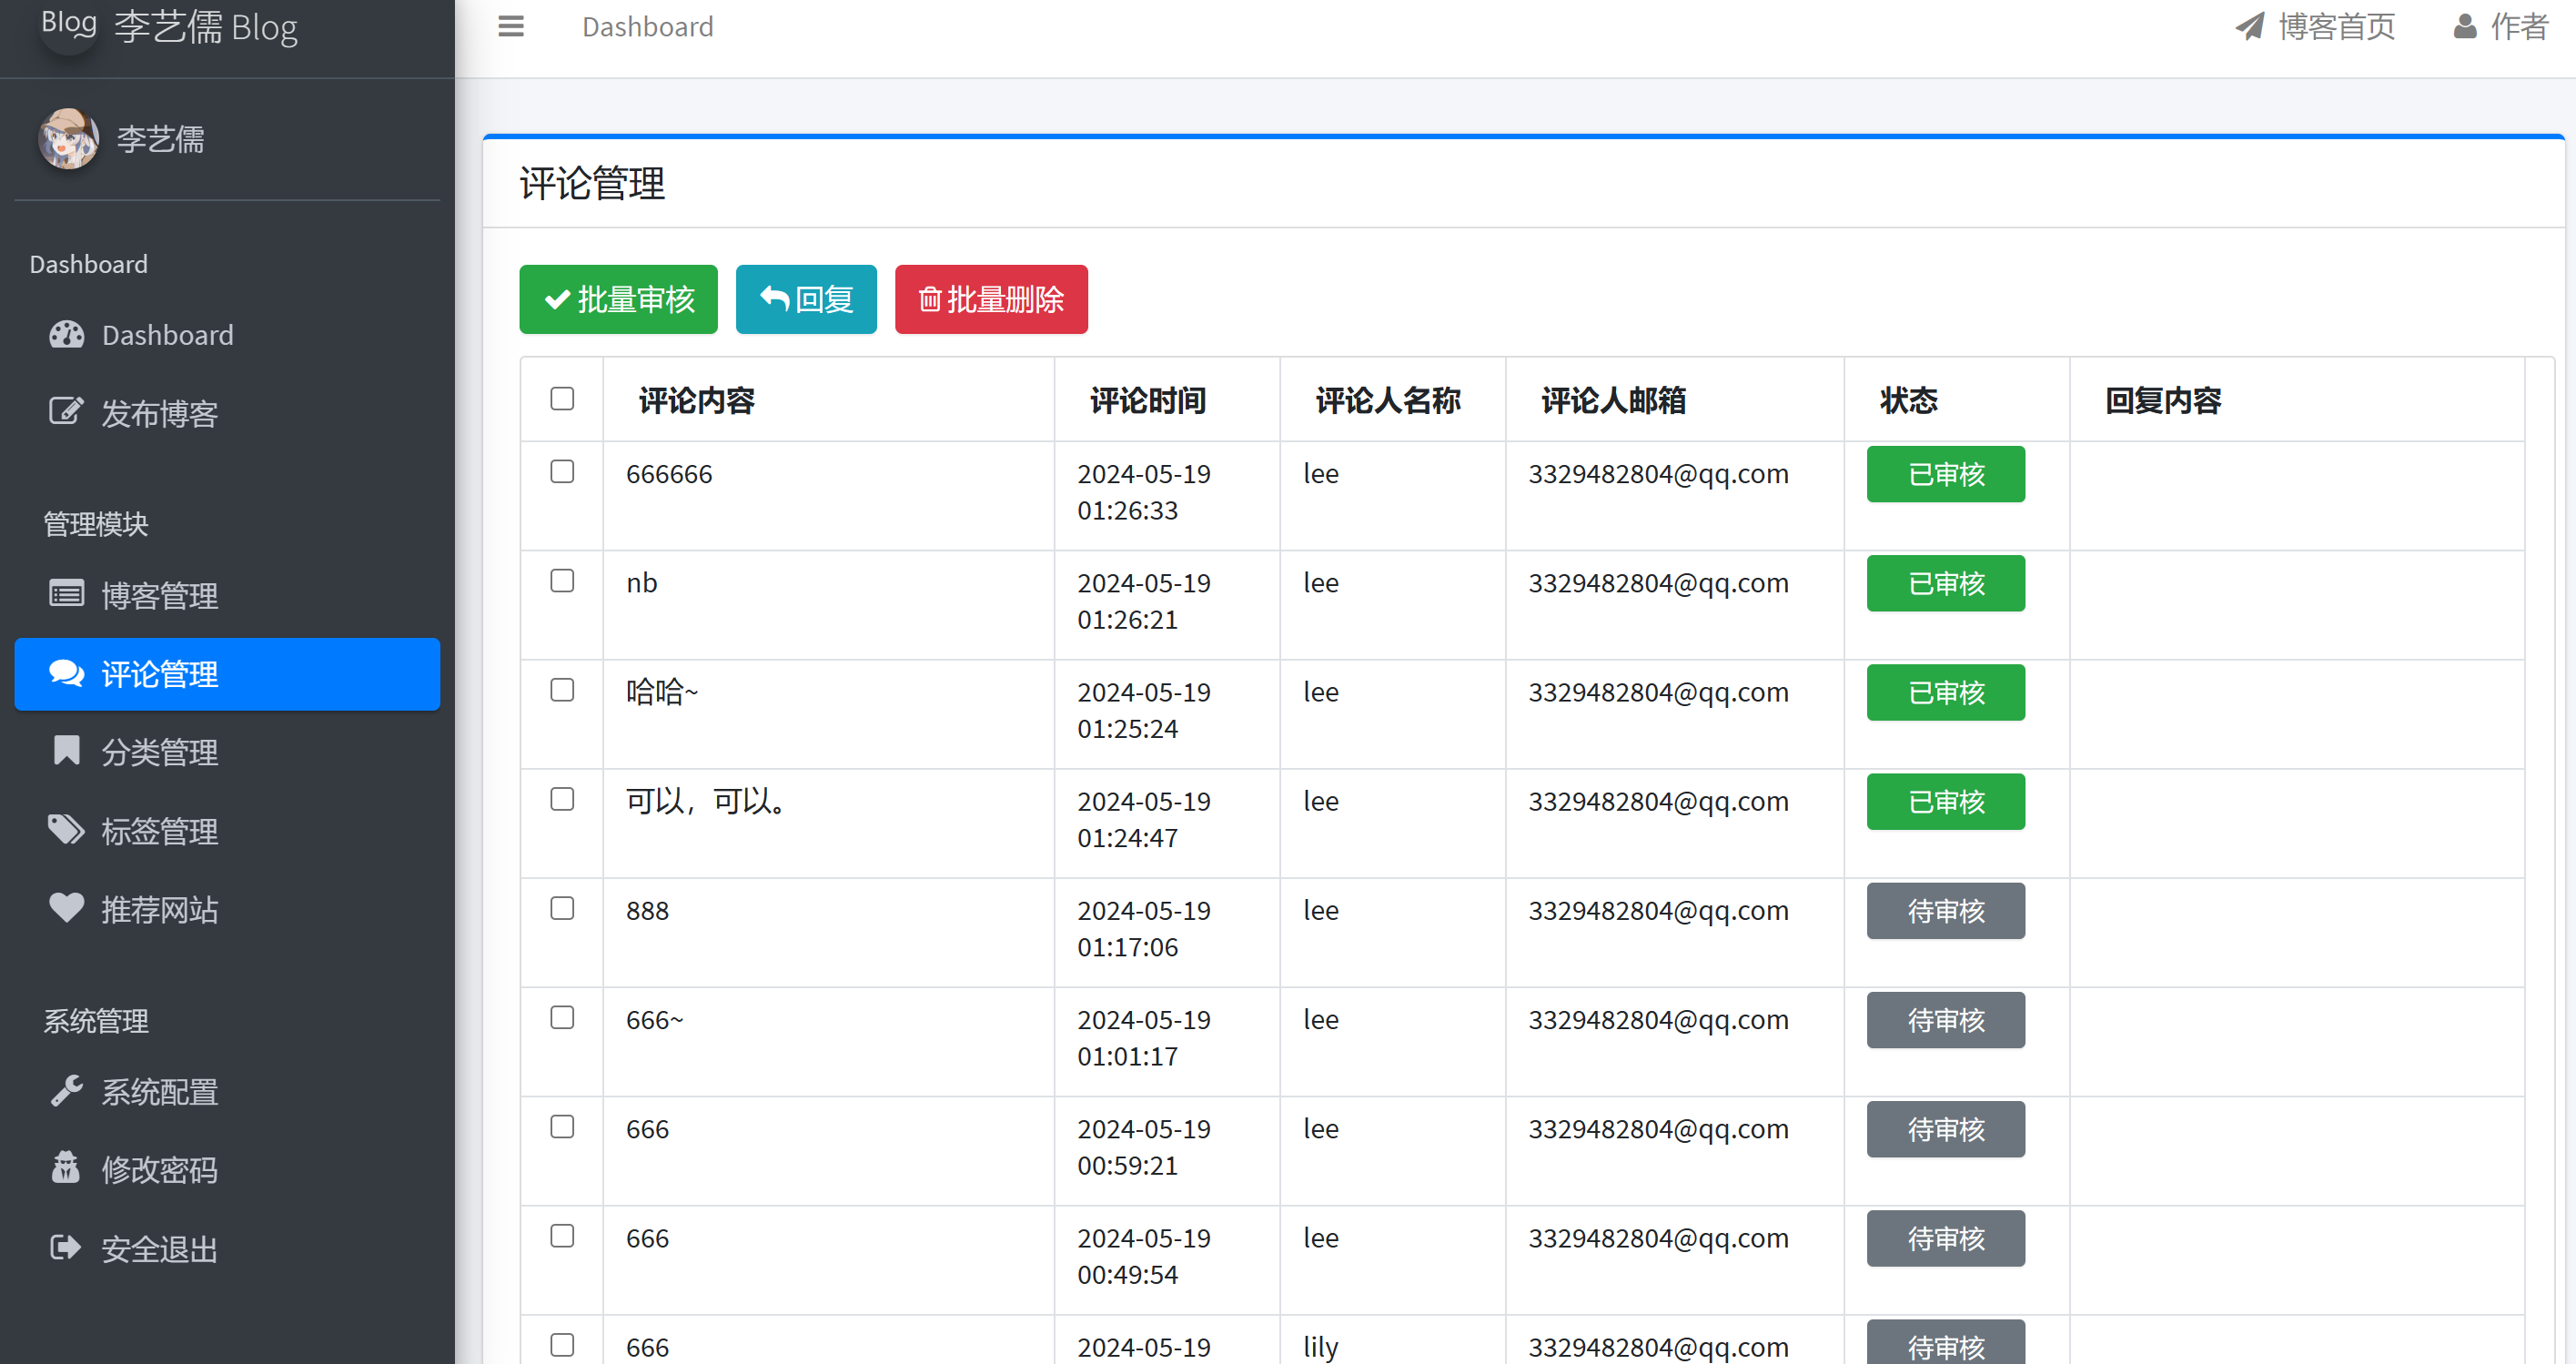 Blog 李艺儒 Blog
Dashboard
博客首页
作者
李艺儒
Dashboard
Dashboard
发布博客
管理模块
博客管理
评论管理
分类管理
标签管理
推荐网站
系统管理
系统配置
修改密码
安全退出
评论管理
批量审核 回复 批量删除
评论内容 评论时间 评论人名称 评论人邮箱 状态 回复内容
666666 2024-05-19 lee 3329482804@qq.com 已审核
01:26:33
nb 2024-05-19 lee 3329482804@qq.com 已审核
01:26:21
哈哈~ 2024-05-19 lee 3329482804@qq.com 已审核
01:25:24
可以，可以。 2024-05-19 lee 3329482804@qq.com 已审核
01:24:47
888 2024-05-19 lee 3329482804@qq.com 待审核
01:17:06
666~ 2024-05-19 lee 3329482804@qq.com 待审核
01:01:17
666 2024-05-19 lee 3329482804@qq.com 待审核
00:59:21
666 2024-05-19 lee 3329482804@qq.com 待审核
00:49:54
666 2024-05-19 lily 3329482804@qq.com 待审核